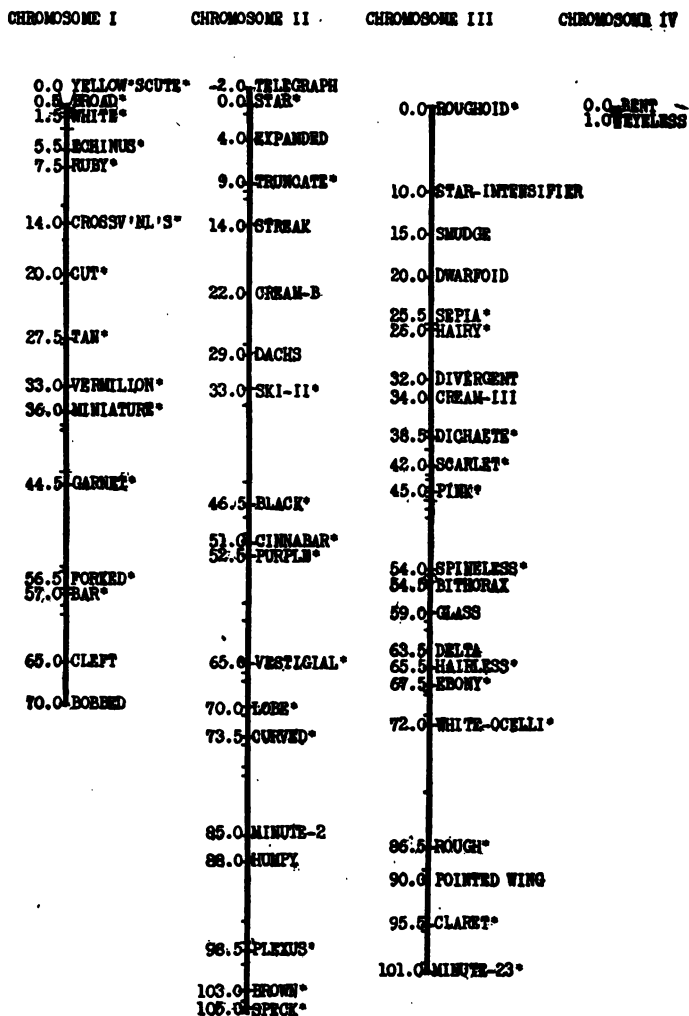 CHROMOSOME I
0.0 YELLOW*SCUTE*
0.5 BROAD*
1.5 WHITE*
5.5 ECHINUS*
7.5 RUBY*
14.0 CROSSV'NL'S*
20.0 CUT*
27.5 TAN*
33.0 VERMILION*
36.0 MINIATURE*
44.5 GARNET*
56.5 FORKED*
57.0 BAR*
65.0 CLEFT
70.0 BOBBED
CHROMOSOME II
-2.0 TELEGRAPH
0.0 STAR*
4.0 EXPANDED
9.0 TRUNCATE*
14.0 STREAK
22.0 CREAM-B
29.0 DACHS
33.0 SKI-II*
46.5 BLACK*
51.0 CINNABAR*
52.5 PURPLE*
65.0 VESTIGIAL*
70.0 LOBE*
73.5 CURVED*
85.0 MINUTE-2
88.0 HUMPY
98.5 PLEXUS*
103.0 BROWN*
105.0 SPECK*
CHROMOSOME III
0.0 ROUGHOID*
10.0 STAR-INTENSIFIER
15.0 SMUDGE
20.0 DWARFOID
25.5 SEPIA*
26.0 HAIRY*
32.0 DIVERGENT
34.0 CREAM-III
38.5 DICHAETE*
42.0 SCARLET*
45.0 PINK*
54.0 SPINELESS*
54.5 BITHORAX
59.0 GLASS
63.5 DELTA
65.5 HAIRLESS*
67.5 EBONY*
72.0 WHITE-OCELLI*
86.5 ROUGH*
90.0 POINTED WING
95.5 CLARET*
101.0 MINUTE-23*
CHROMOSOME IV
0.0 BENT
1.0 EYELESS